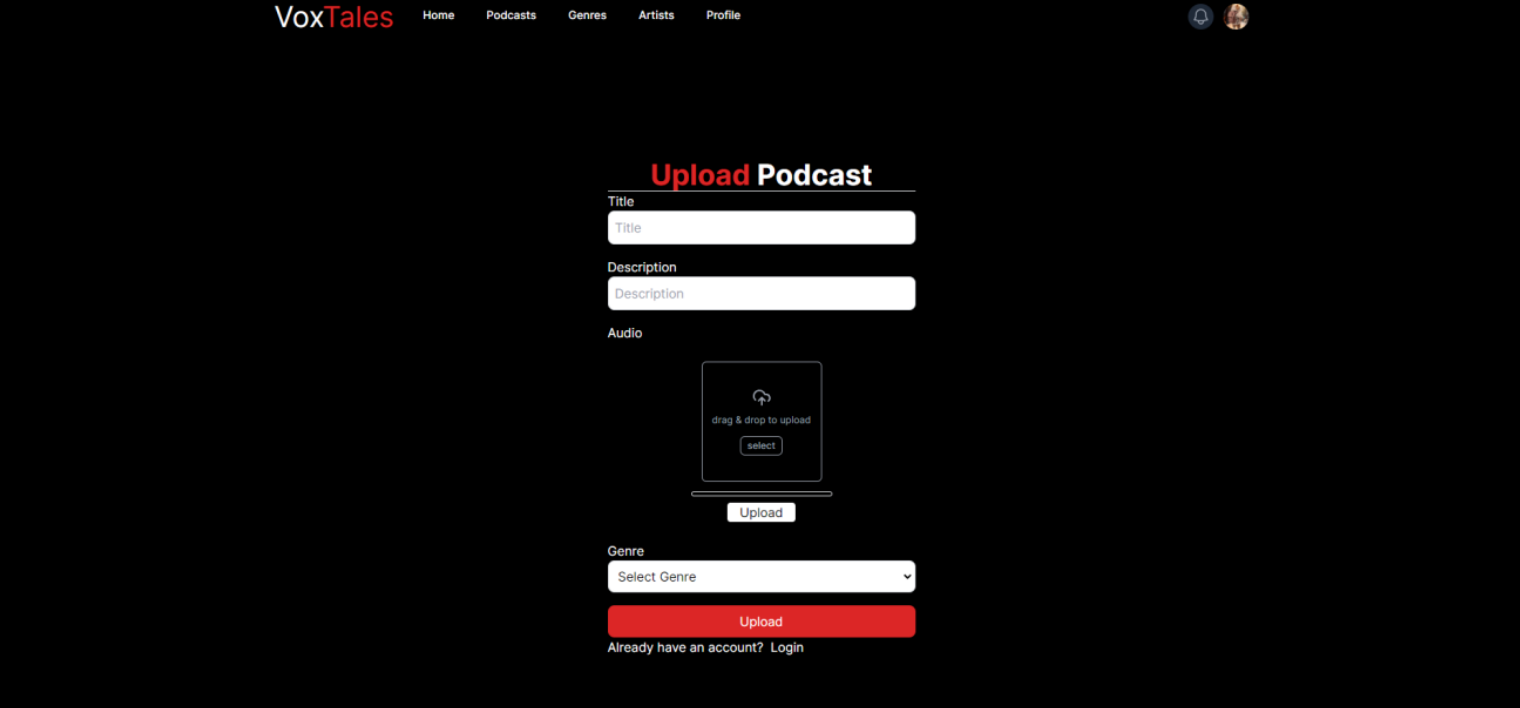 VoxTales Home Podcasts Genres Artists Profile
Upload Podcast
Title
Title
Description
Description
Audio
drag & drop to upload
select
Upload
Genre
Select Genre
Upload
Already have an account? Login